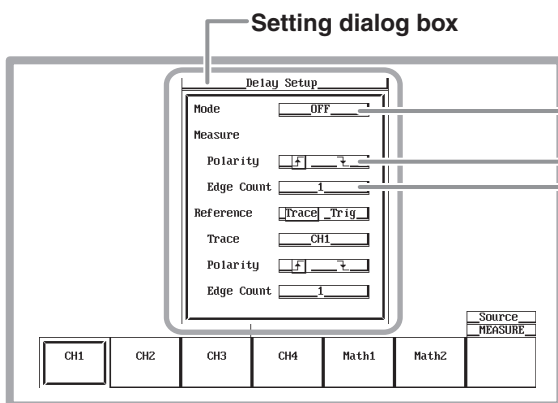 Setting dialog box
Delay Setup
Mode OFF
Measure
Polarity
Edge Count 1
Reference Trace Trig
Trace CH1
Polarity
Edge Count 1
Source
MEASURE
CH1 CH2 CH3 CH4 Math1 Math2